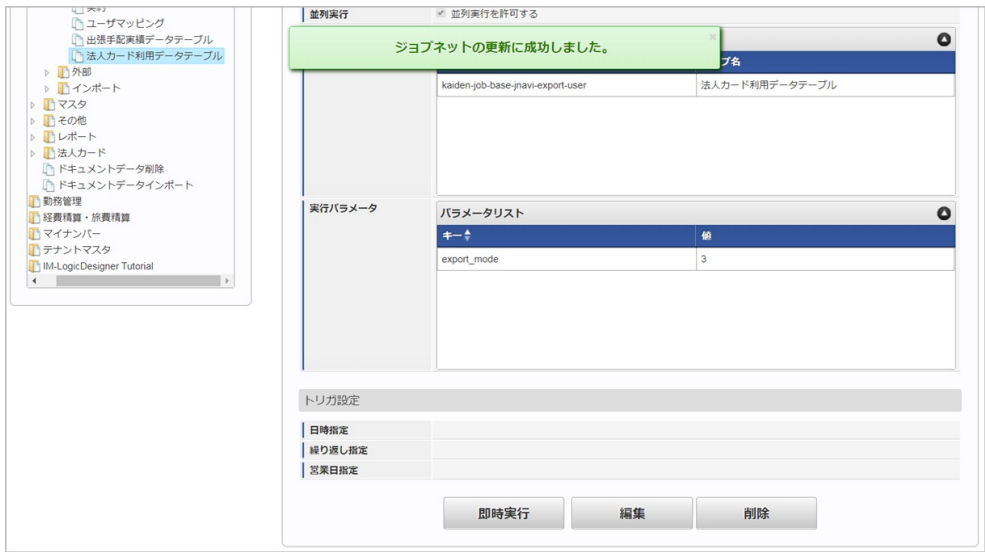 ユーザマッピング
出張手配実績データテーブル
法人カード利用データテーブル
外部
インポート
マスタ
その他
レポート
法人カード
ドキュメントデータ削除
ドキュメントデータインポート
勤務管理
経費精算・旅費精算
マイナンバー
テナントマスタ
IM-LogicDesigner Tutorial
並列実行
並列実行を許可する
ジョブネットの更新に成功しました。
×
ブ名
kaiden-job-base-jnavi-export-user
法人カード利用データテーブル
実行パラメータ
パラメータリスト
キー
値
export_mode
3
トリガ設定
日時指定
繰り返し指定
営業日指定
即時実行
編集
削除